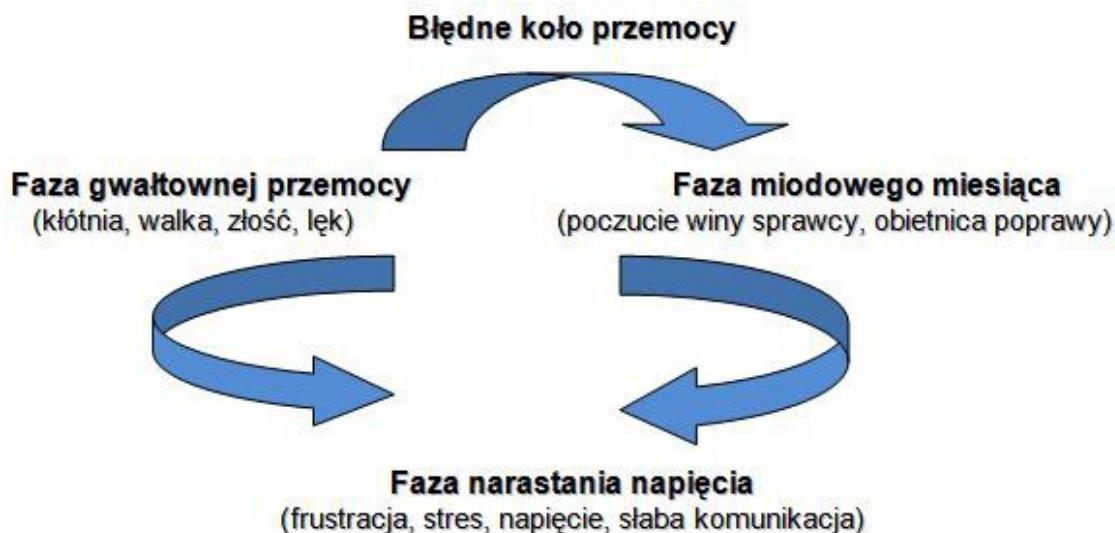 Błędne koło przemocy
Faza gwałtownej przemocy
(kłótnia, walka, złość, lęk)
Faza miodowego miesiąca
(poczucie winy sprawcy, obietnica poprawy)
Faza narastania napięcia
(frustracja, stres, napięcie, słaba komunikacja)